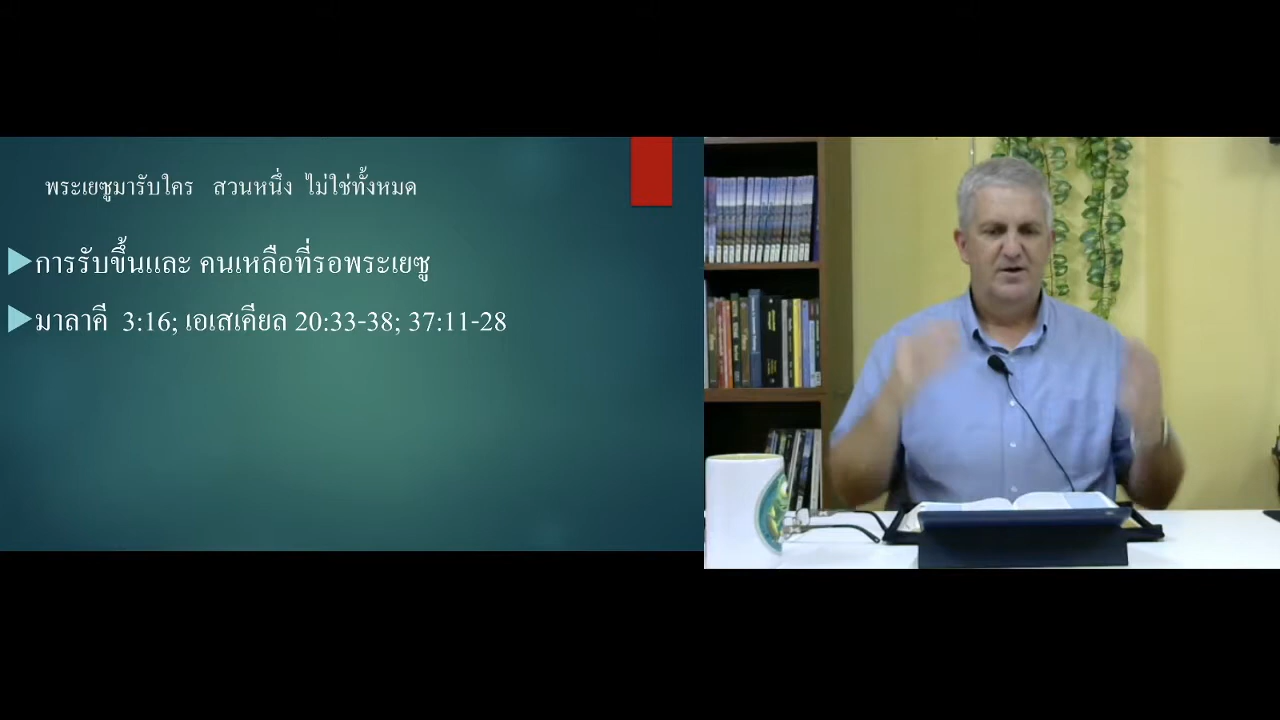 พระเยซูมารับใคร สวนหนึ่ง ไม่ใช่ทั้งหมด
การรับขึ้นและ คนเหลือที่รอพระเยซู
มาลาคี 3:16; เอเสเคียล 20:33-38; 37:11-28